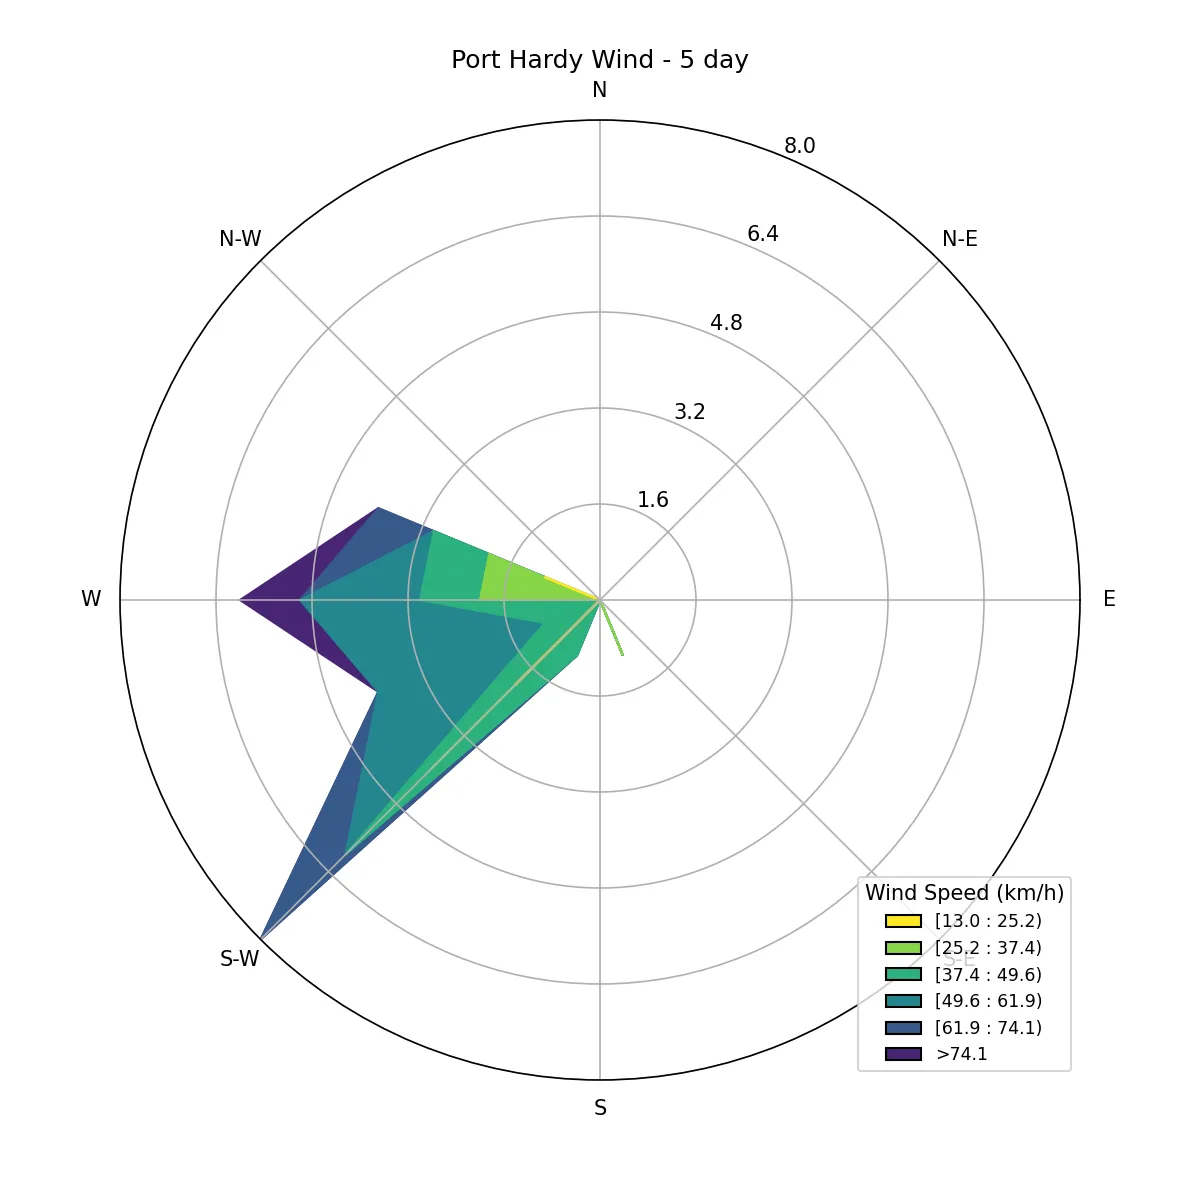 Port Hardy Wind - 5 day
N
8.0
N-W
6.4
N-E
4.8
3.2
1.6
W
E
S-W
S-E
S
Wind Speed (km/h)
[13.0 : 25.2)
[25.2 : 37.4)
[37.4 : 49.6)
[49.6 : 61.9)
[61.9 : 74.1)
>74.1